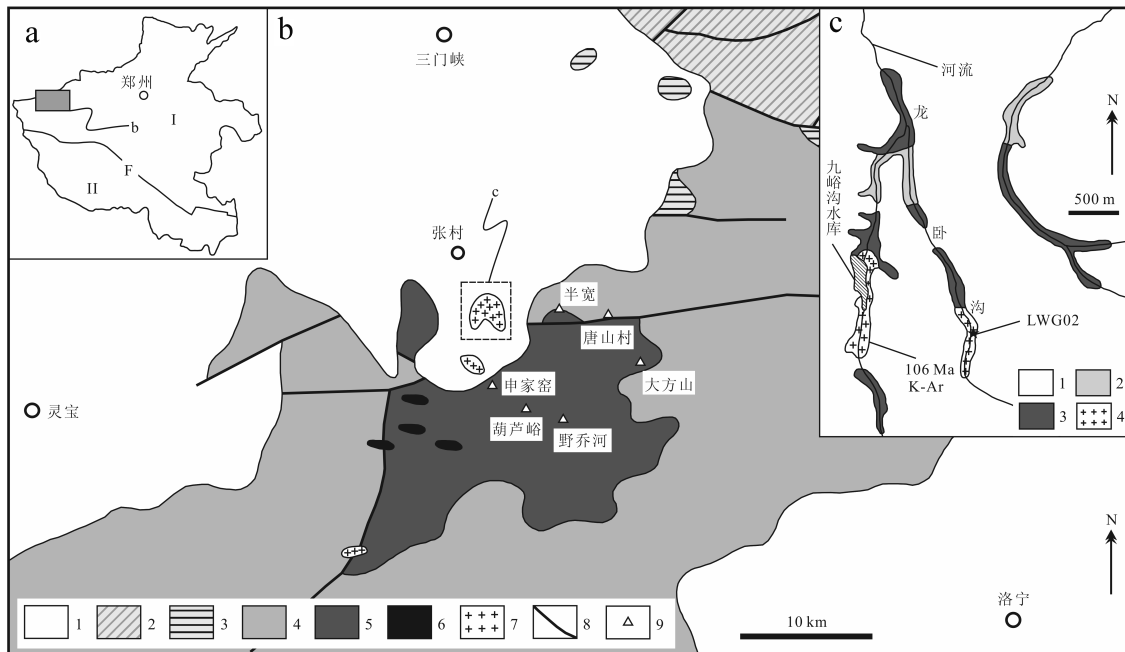 a
郑州
I
b
F
II
b
三门峡
c
张村
半宽
唐山村
大方山
申家窑
葫芦峪
野乔河
灵宝
洛宁
N
10 km
1
2
3
4
5
6
7
8
9
c
河流
龙
卧
沟
九峪沟水库
N
500 m
LWG02
106 Ma
K-Ar
1
2
3
4